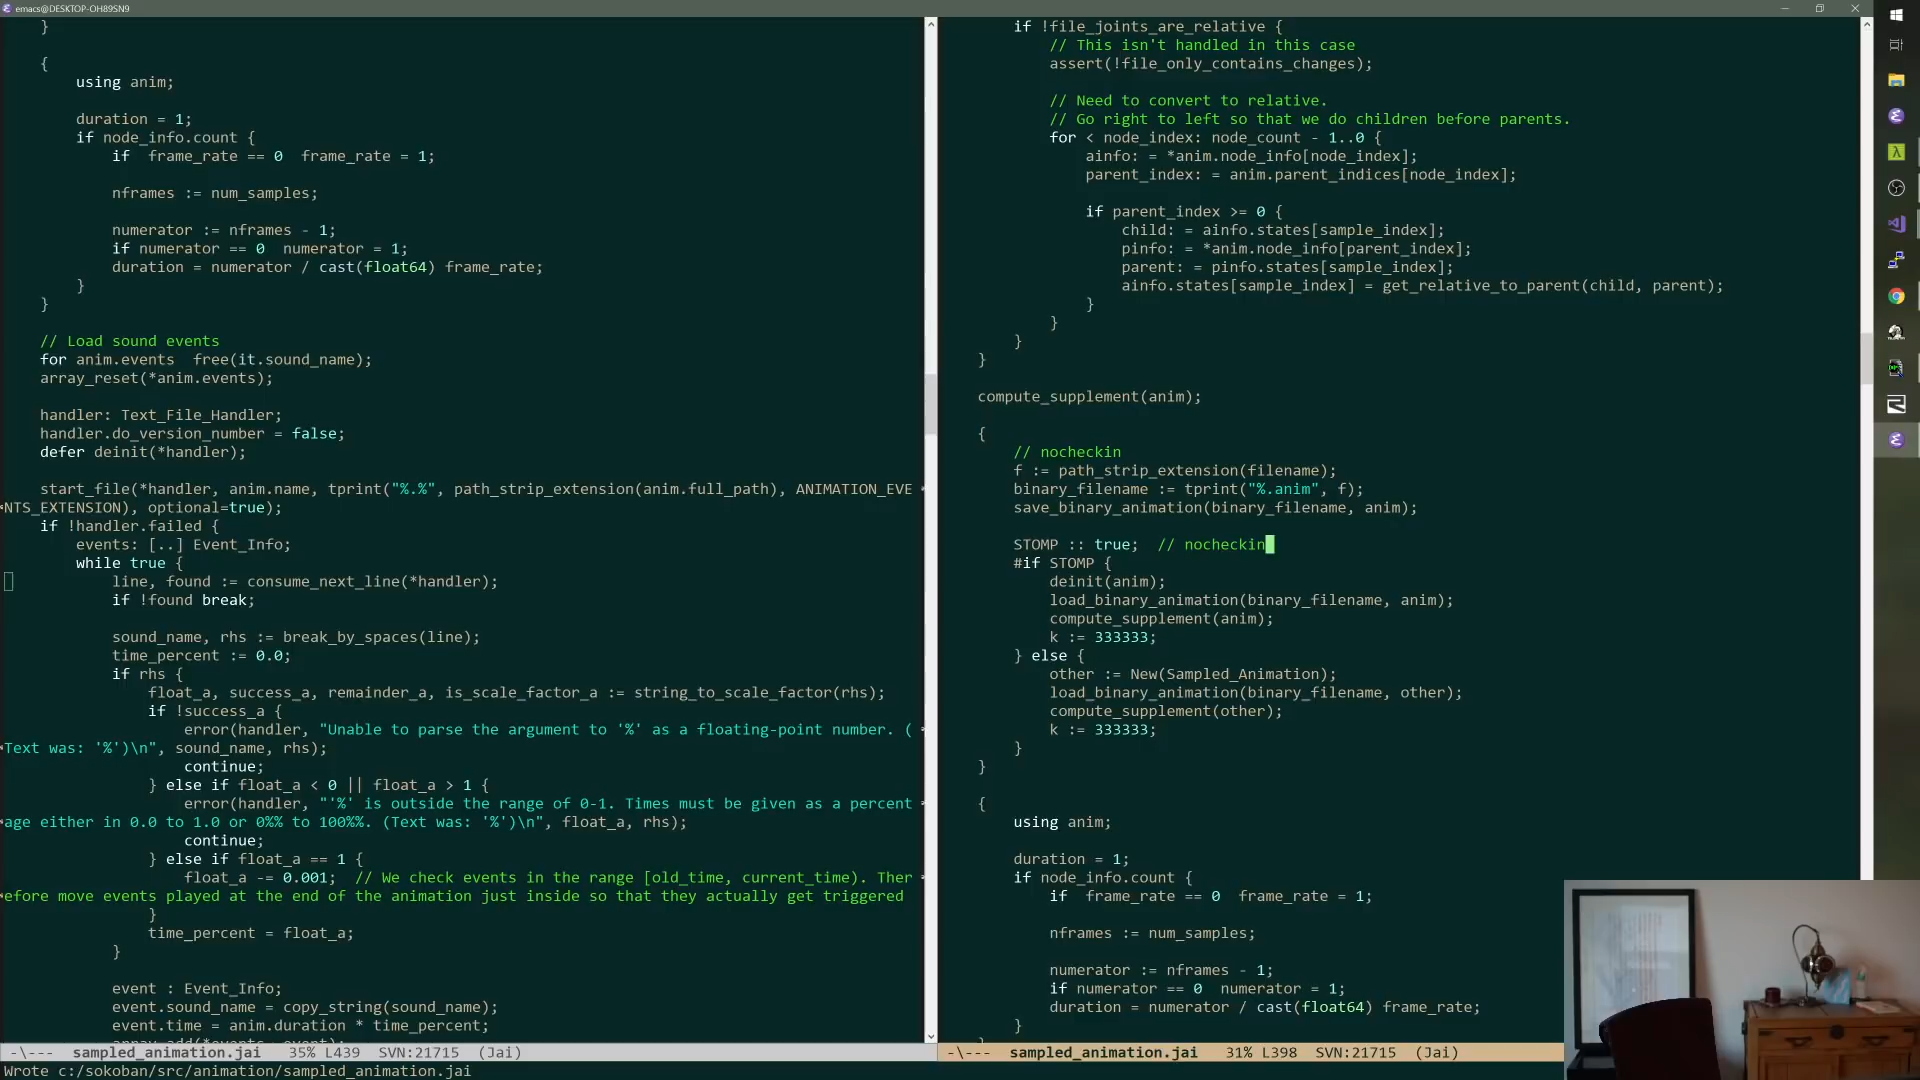 emacs@DESKTOP-OH89SN9
}
{
using anim;
duration = 1;
if node_info.count {
if  frame_rate == 0  frame_rate = 1;
nframes := num_samples;
numerator := nframes - 1;
if numerator == 0  numerator = 1;
duration = numerator / cast(float64) frame_rate;
}
}
// Load sound events
for anim.events  free(it.sound_name);
array_reset(*anim.events);
handler: Text_File_Handler;
handler.do_version_number = false;
defer deinit(*handler);
start_file(*handler, anim.name, tprint("%.%", path_strip_extension(anim.full_path), ANIMATION_EVE
NTS_EXTENSION), optional=true);
if !handler.failed {
events: [..] Event_Info;
while true {
line, found := consume_next_line(*handler);
if !found break;
sound_name, rhs := break_by_spaces(line);
time_percent := 0.0;
if rhs {
float_a, success_a, remainder_a, is_scale_factor_a := string_to_scale_factor(rhs);
if !success_a {
error(handler, "Unable to parse the argument to '%' as a floating-point number. (
Text was: '%')\n", sound_name, rhs);
continue;
} else if float_a < 0 || float_a > 1 {
error(handler, "'%' is outside the range of 0-1. Times must be given as a percent
age either in 0.0 to 1.0 or 0%% to 100%%. (Text was: '%')\n", float_a, rhs);
continue;
} else if float_a == 1 {
float_a -= 0.001;  // We check events in the range [old_time, current_time). Ther
efore move events played at the end of the animation just inside so that they actually get triggered
}
time_percent = float_a;
}
event : Event_Info;
event.sound_name = copy_string(sound_name);
event.time = anim.duration * time_percent;
-\---  sampled_animation.jai  35% L439  SVN:21715  (Jai)
Wrote c:/sokoban/src/animation/sampled_animation.jai
if !file_joints_are_relative {
// This isn't handled in this case
assert(!file_only_contains_changes);
// Need to convert to relative.
// Go right to left so that we do children before parents.
for < node_index: node_count - 1..0 {
ainfo: = *anim.node_info[node_index];
parent_index: = anim.parent_indices[node_index];
if parent_index >= 0 {
child: = ainfo.states[sample_index];
pinfo: = *anim.node_info[parent_index];
parent: = pinfo.states[sample_index];
ainfo.states[sample_index] = get_relative_to_parent(child, parent);
}
}
}
}
compute_supplement(anim);
{
// nocheckin
f := path_strip_extension(filename);
binary_filename := tprint("%.anim", f);
save_binary_animation(binary_filename, anim);
STOMP :: true;  // nocheckin
#if STOMP {
deinit(anim);
load_binary_animation(binary_filename, anim);
compute_supplement(anim);
k := 333333;
} else {
other := New(Sampled_Animation);
load_binary_animation(binary_filename, other);
compute_supplement(other);
k := 333333;
}
}
{
using anim;
duration = 1;
if node_info.count {
if  frame_rate == 0  frame_rate = 1;
nframes := num_samples;
numerator := nframes - 1;
if numerator == 0  numerator = 1;
duration = numerator / cast(float64) frame_rate;
}
-\---  sampled_animation.jai  31% L398  SVN:21715  (Jai)